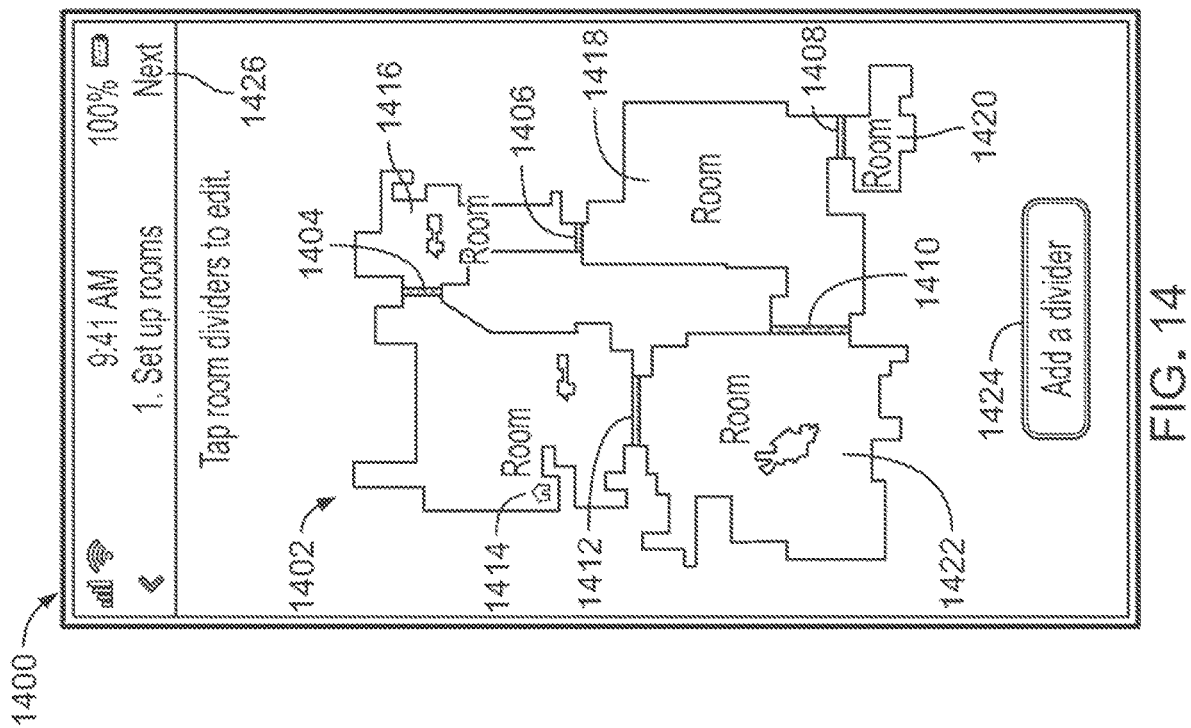 1400
9:41 AM
100%
1. Set up rooms
Next
1426
Tap room dividers to edit.
1402
1404
1416
Room
1414
Room
1406
1412
1418
Room
Room
1408
Room
1422
1410
1420
1424
Add a divider
FIG. 14